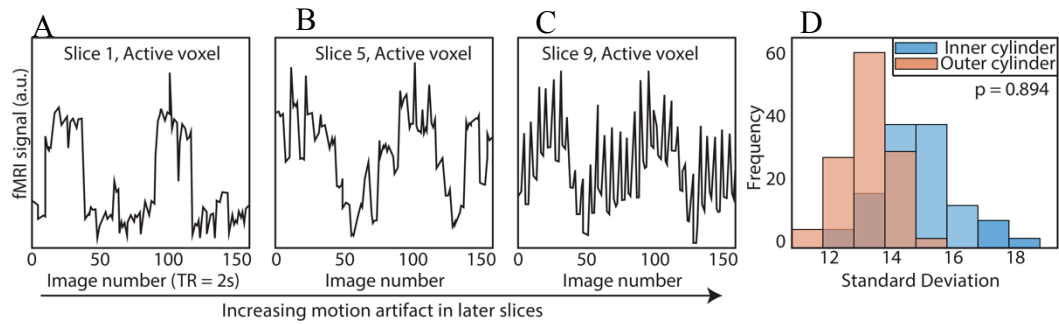 A
B
C
D
Slice 1, Active voxel
Slice 5, Active voxel
Slice 9, Active voxel
fMRI signal (a.u.)
0
50
100
150
Image number (TR = 2s)
0
50
100
150
Image number
0
50
100
150
Image number
Increasing motion artifact in later slices
Inner cylinder
Outer cylinder
p = 0.894
Frequency
60
40
20
0
12
14
16
18
Standard Deviation